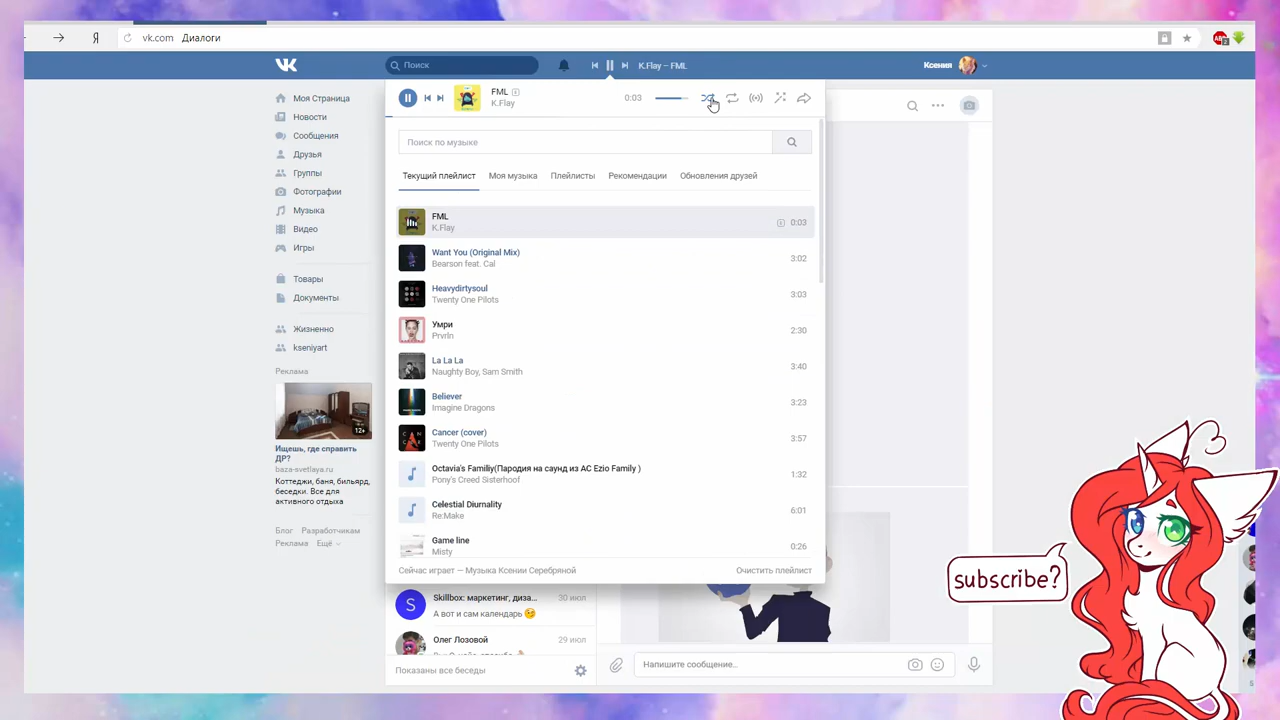 Я
vk.com Диалоги
ABP
2
Поиск
K.Flay – FML
Ксения
Моя Страница
Новости
Сообщения
Друзья
Группы
Фотографии
Музыка
Видео
Игры
Товары
Документы
Жизненно
kseniyart
Реклама
12+
Ищешь, где справить
ДР?
baza-svetlaya.ru
Коттеджи, баня, бильярд,
беседки. Все для
активного отдыха
Блог Разработчикам
Реклама Ещё
FML
K.Flay
0:03
Поиск по музыке
Текущий плейлист Моя музыка Плейлисты Рекомендации Обновления друзей
FML
K.Flay
0:03
Want You (Original Mix)
Bearson feat. Cal
3:02
Heavydirtysoul
Twenty One Pilots
3:03
Умри
Prvrln
2:30
La La La
Naughty Boy, Sam Smith
3:40
Believer
Imagine Dragons
3:23
Cancer (cover)
Twenty One Pilots
3:57
Octavia's Familiy(Пародия на саунд из AC Ezio Family )
Pony's Creed Sisterhoof
1:32
Celestial Diurnality
Re:Make
6:01
Game line
Misty
0:26
Сейчас играет — Музыка Ксении Серебряной
Очистить плейлист
S
Skillbox: маркетинг, диза...
30 июл
А вот и сам календарь
Олег Лозовой
29 июл
Показаны все беседы
Напишите сообщение...
subscribe?